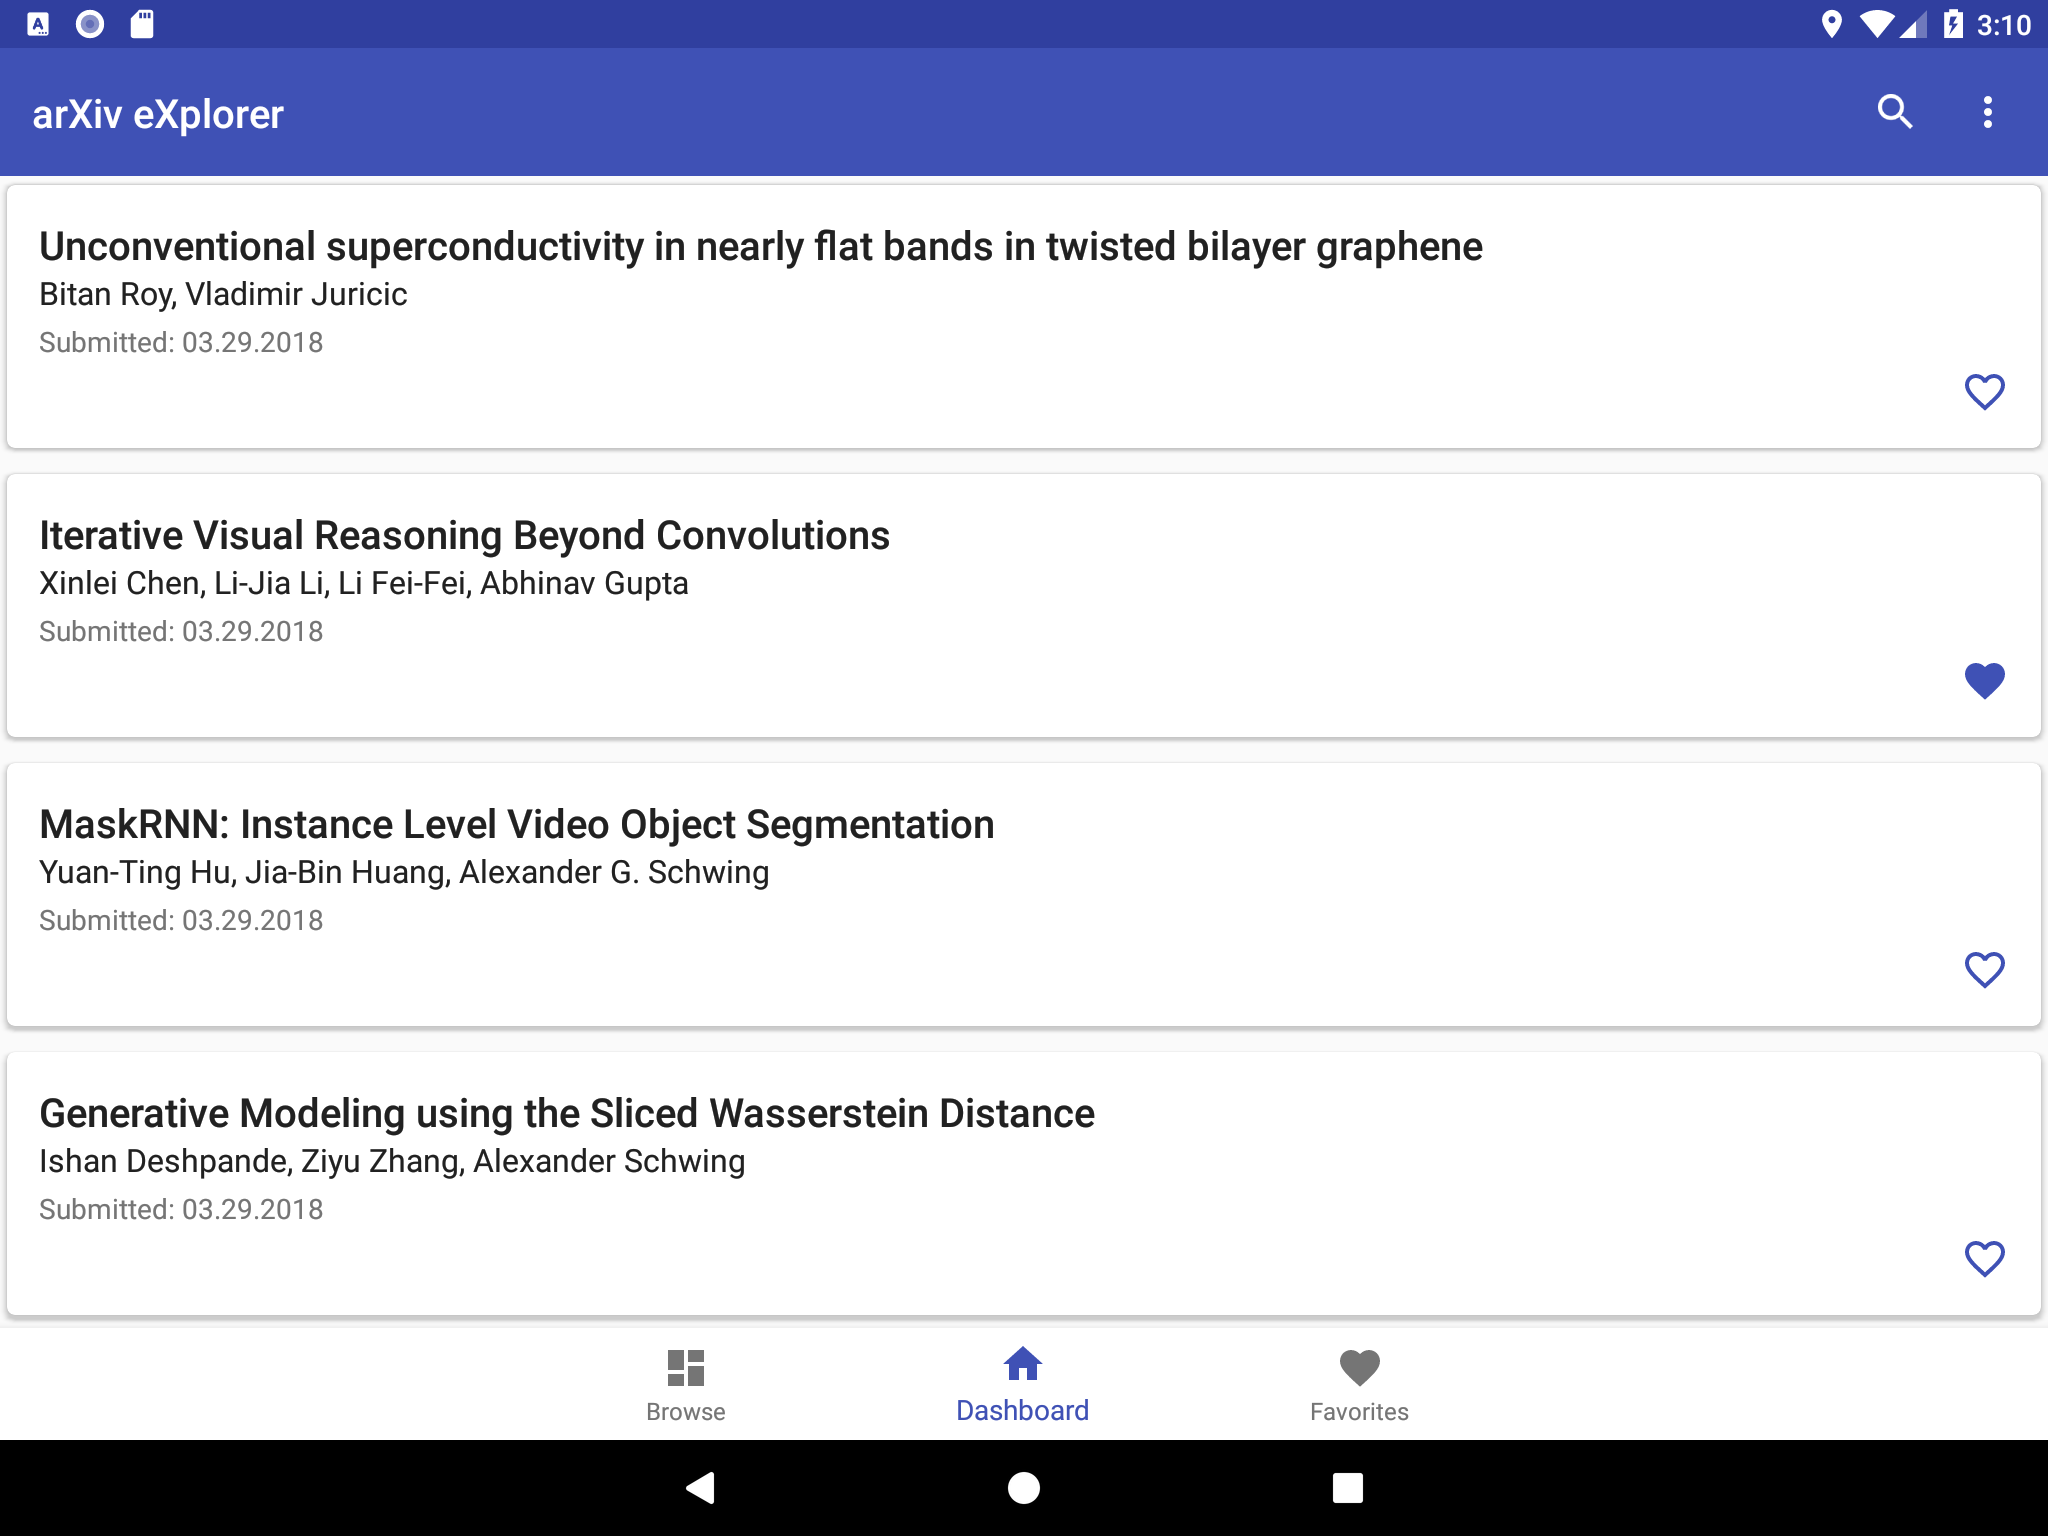 3:10
arXiv eXplorer
Unconventional superconductivity in nearly flat bands in twisted bilayer graphene
Bitan Roy, Vladimir Juricic
Submitted: 03.29.2018
Iterative Visual Reasoning Beyond Convolutions
Xinlei Chen, Li-Jia Li, Li Fei-Fei, Abhinav Gupta
Submitted: 03.29.2018
MaskRNN: Instance Level Video Object Segmentation
Yuan-Ting Hu, Jia-Bin Huang, Alexander G. Schwing
Submitted: 03.29.2018
Generative Modeling using the Sliced Wasserstein Distance
Ishan Deshpande, Ziyu Zhang, Alexander Schwing
Submitted: 03.29.2018
Browse
Dashboard
Favorites